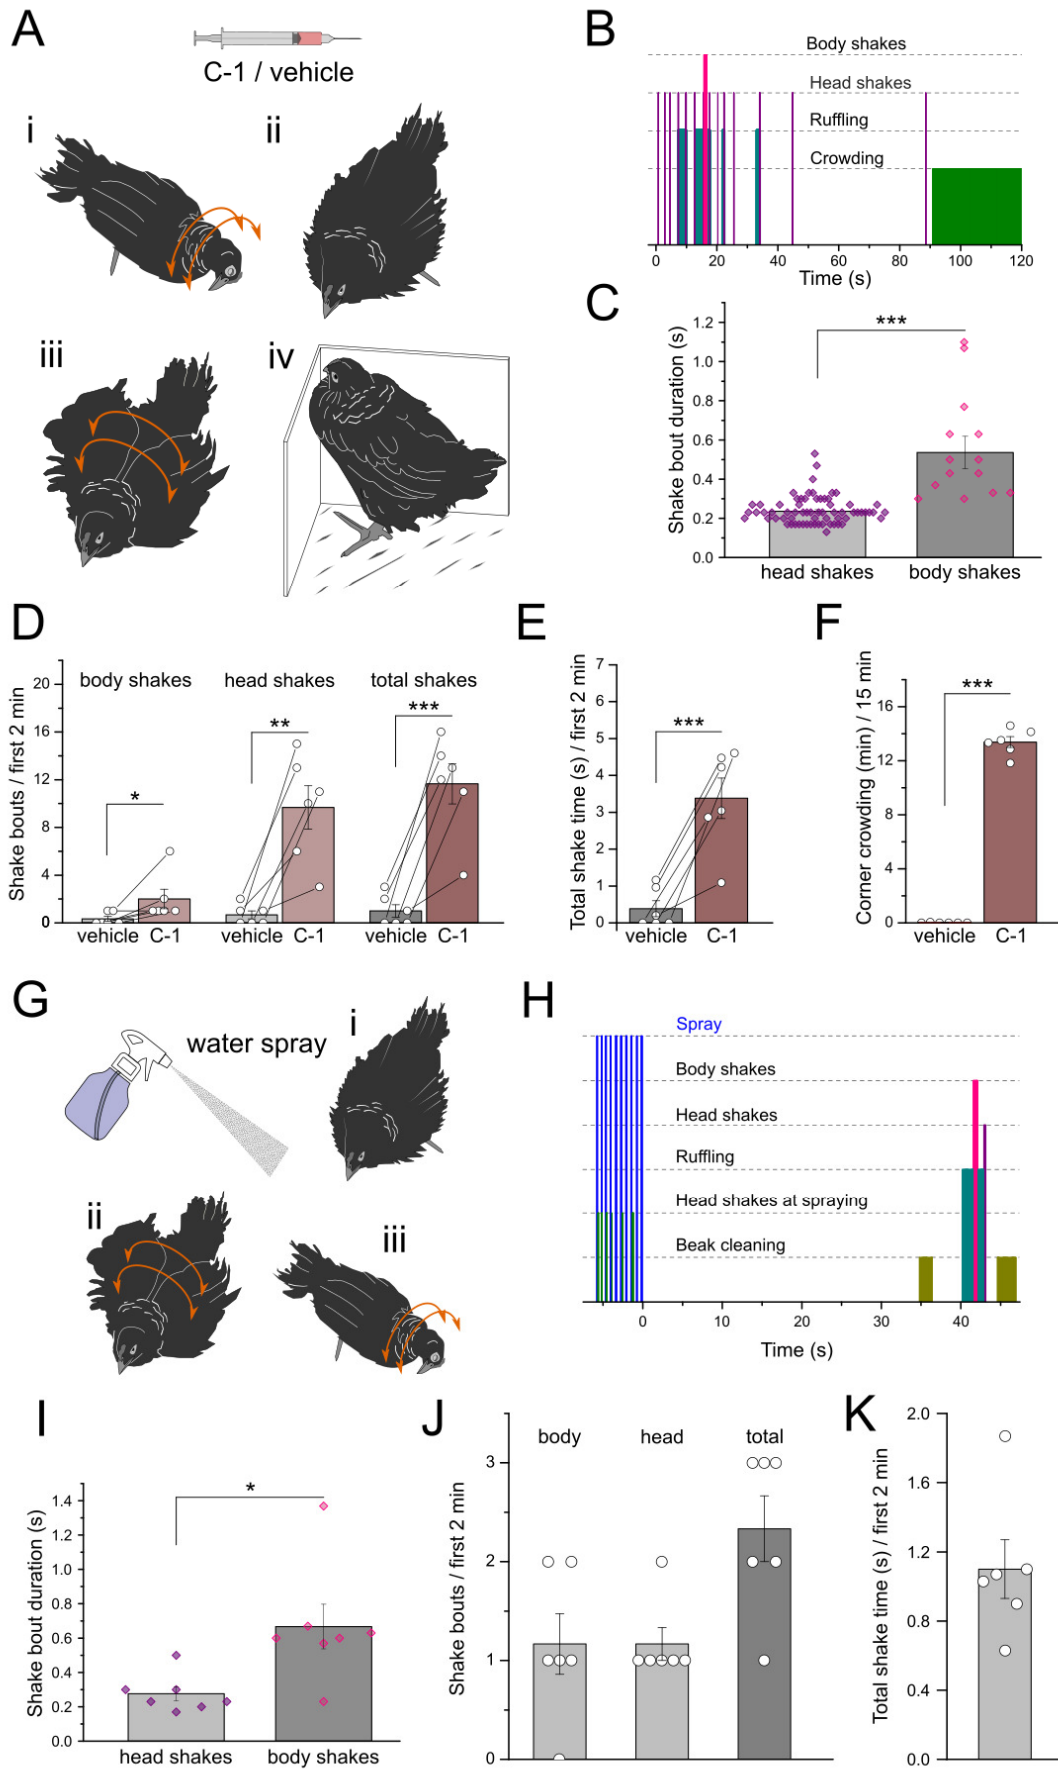 A
C-1 / vehicle
i
ii
iii
iv
B
Body shakes
Head shakes
Ruffling
Crowding
0 20 40 60 80 100 120
Time (s)
C
Shake bout duration (s)
1.2
1.0
0.8
0.6
0.4
0.2
0.0
***
head shakes body shakes
D
Shake bouts / first 2 min
20
16
12
8
4
0
body shakes head shakes total shakes
* ** ***
vehicle C-1 vehicle C-1 vehicle C-1
E
Total shake time (s) / first 2 min
7
6
5
4
3
2
1
0
***
vehicle C-1
F
Corner crowding (min) / 15 min
16
12
8
4
0
***
vehicle C-1
G
water spray
i
ii
iii
H
Spray
Body shakes
Head shakes
Ruffling
Head shakes at spraying
Beak cleaning
0 10 20 30 40
Time (s)
I
Shake bout duration (s)
1.4
1.2
1.0
0.8
0.6
0.4
0.2
0.0
*
head shakes body shakes
J
Shake bouts / first 2 min
3
2
1
0
body head total
K
Total shake time (s) / first 2 min
2.0
1.6
1.2
0.8
0.4
0.0